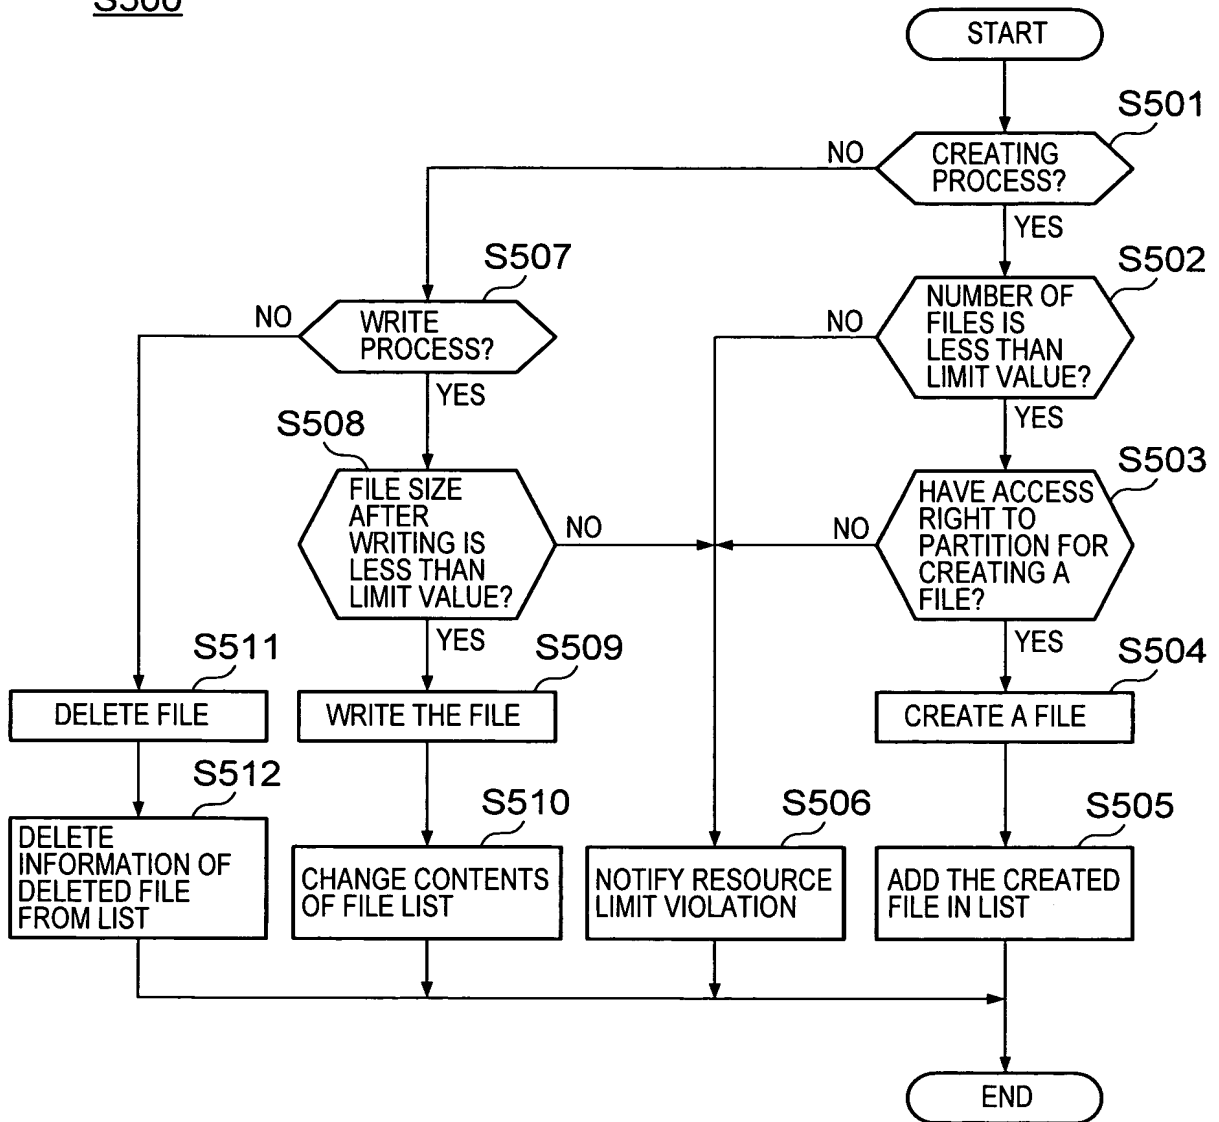 S500
START
S501
CREATING
PROCESS?
NO
YES
S507
S502
WRITE
PROCESS?
NO
YES
NUMBER OF
FILES IS
LESS THAN
LIMIT VALUE?
NO
YES
S508
S503
FILE SIZE
AFTER
WRITING IS
LESS THAN
LIMIT VALUE?
NO
YES
HAVE ACCESS
RIGHT TO
PARTITION FOR
CREATING A
FILE?
NO
YES
S511
S509
S504
DELETE FILE
WRITE THE FILE
CREATE A FILE
S512
S510
S506
S505
DELETE
INFORMATION OF
DELETED FILE
FROM LIST
CHANGE CONTENTS
OF FILE LIST
NOTIFY RESOURCE
LIMIT VIOLATION
ADD THE CREATED
FILE IN LIST
END